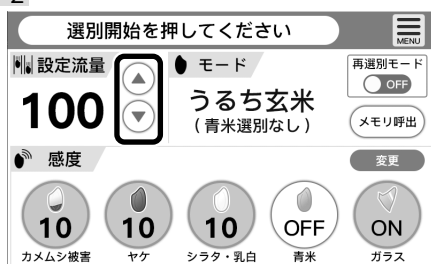 選別開始を押してください
MENU
設定流量
モード
再選別モード
OFF
100
うるち玄米
(青米選別なし)
メモリ呼出
感度
変更
10
10
10
OFF
ON
カメムシ被害
ヤケ
シラタ・乳白
青米
ガラス